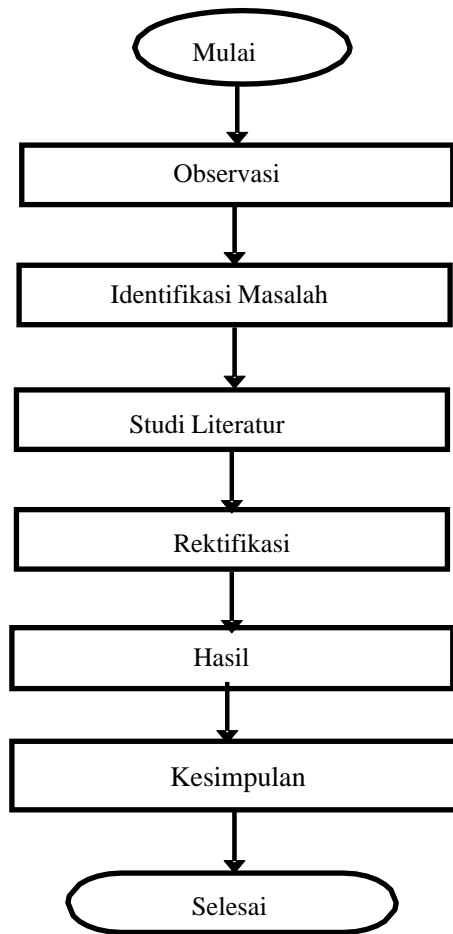 Mulai
Observasi
Identifikasi Masalah
Studi Literatur
Rektifikasi
Hasil
Kesimpulan
Selesai